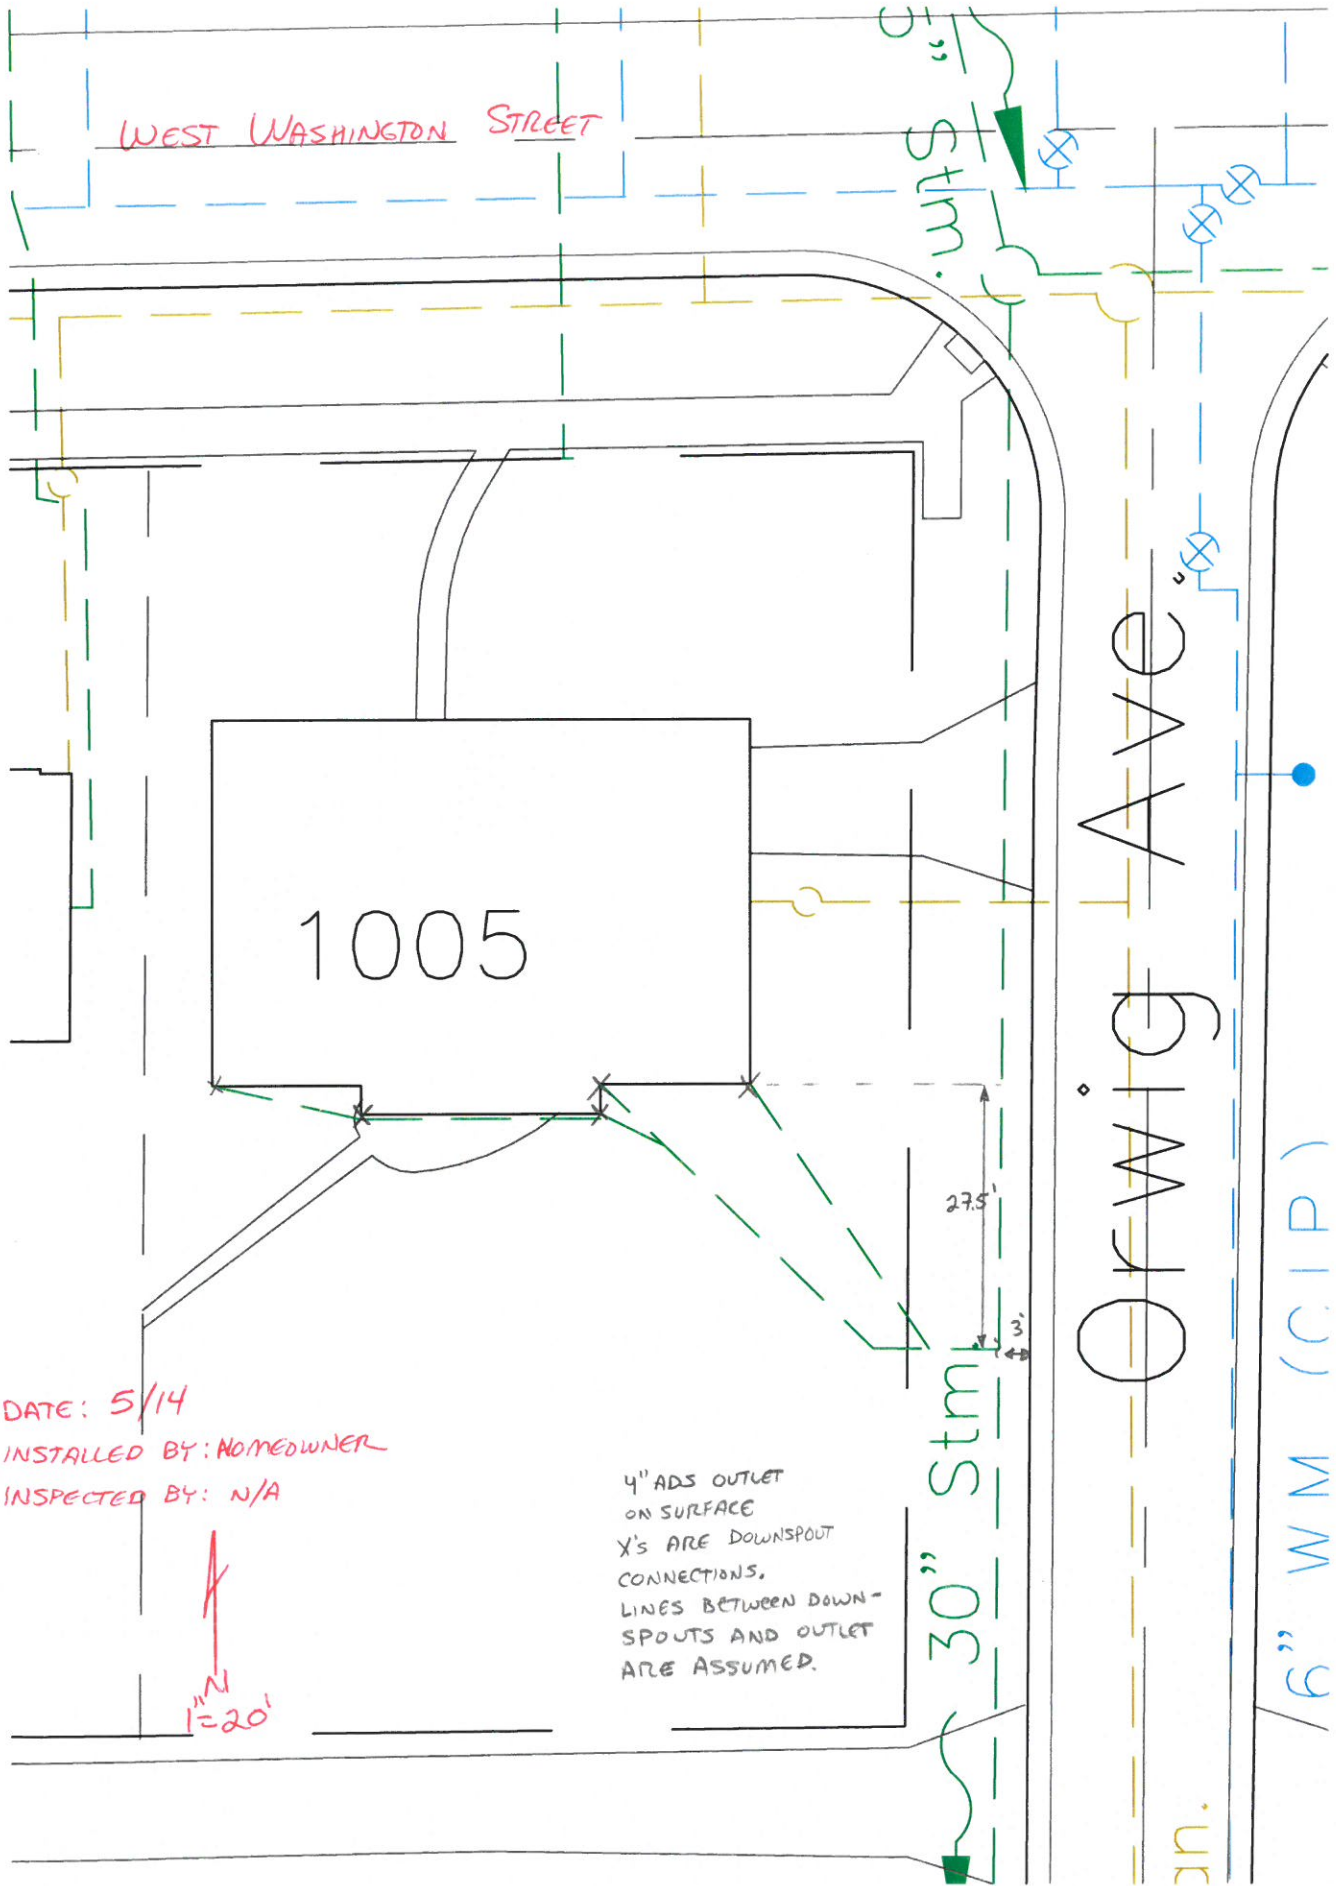 WEST WASHINGTON STREET
" Stm.
Orwig Ave.
1005
27.5'
3'
30" Stm.
6" WM (CIP)
DATE: 5/14
INSTALLED BY: HOMEOWNER
INSPECTED BY: N/A
N
1"=20'
4" ADS OUTLET
ON SURFACE
X'S ARE DOWNSPOUT
CONNECTIONS.
LINES BETWEEN DOWN-
SPOUTS AND OUTLET
ARE ASSUMED.
an.